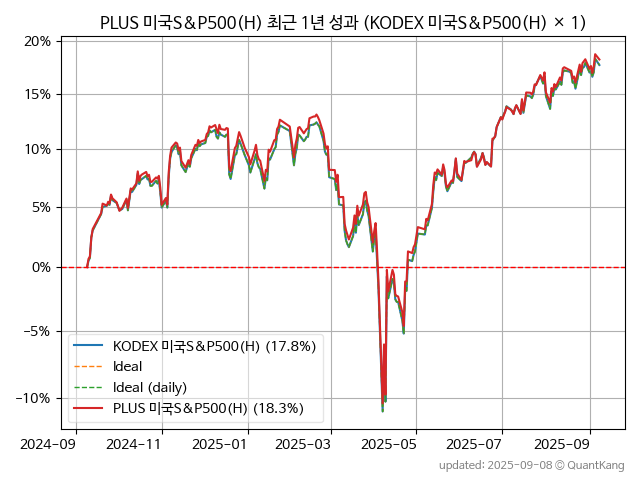 PLUS 미국S&P500(H) 최근 1년 성과 (KODEX 미국S&P500(H) × 1)
20%
15%
10%
5%
0%
−5%
−10%
KODEX 미국S&P500(H) (17.8%)
Ideal
Ideal (daily)
PLUS 미국S&P500(H) (18.3%)
2024−09 2024−11 2025−01 2025−03 2025−05 2025−07 2025−09
updated: 2025-09-08 © QuantKang